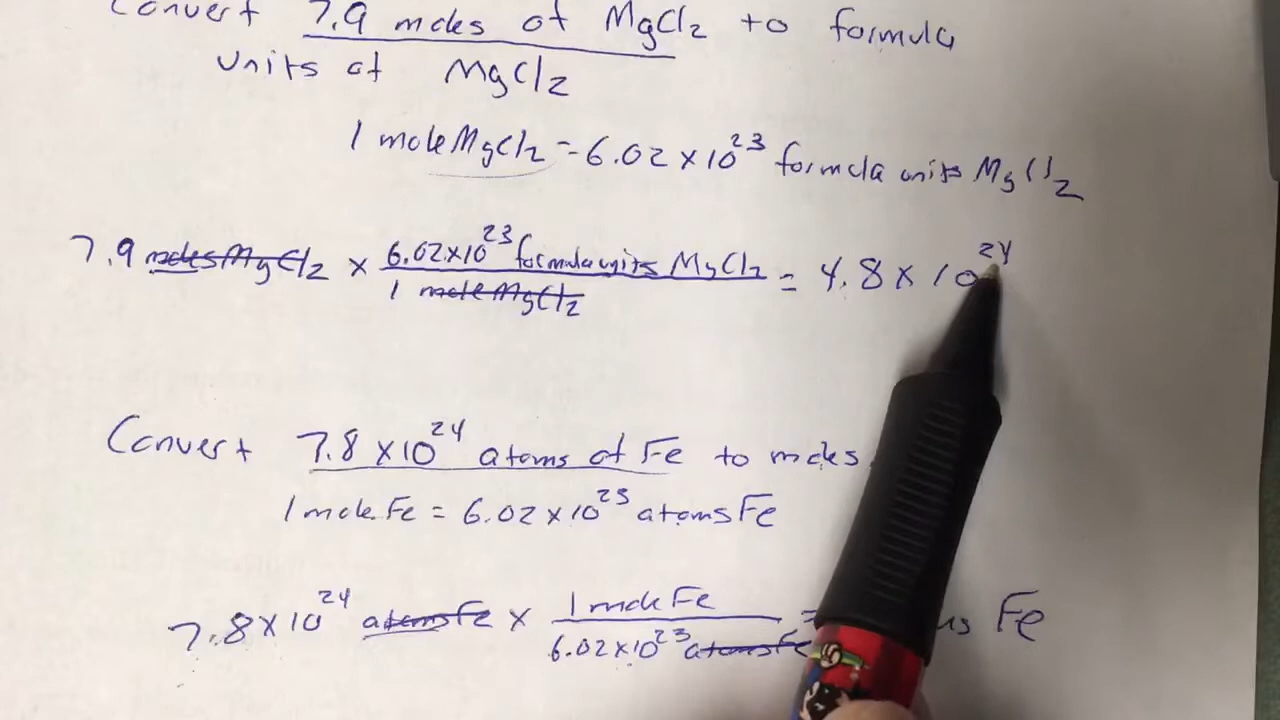 Convert 7.9 moles of MgCl2 to formula
units of MgCl2
1 mole MgCl2 = 6.02 x 10^23 formula units MgCl2
7.9 moles MgCl2 x 6.02 x 10^23 formula units MgCl2 = 4.8 x 10^24
1 mole MgCl2
Convert 7.8 x 10^24 atoms of Fe to moles
1 mole Fe = 6.02 x 10^23 atoms Fe
7.8 x 10^24 atoms Fe x 1 mole Fe = Fe
6.02 x 10^23 atoms Fe